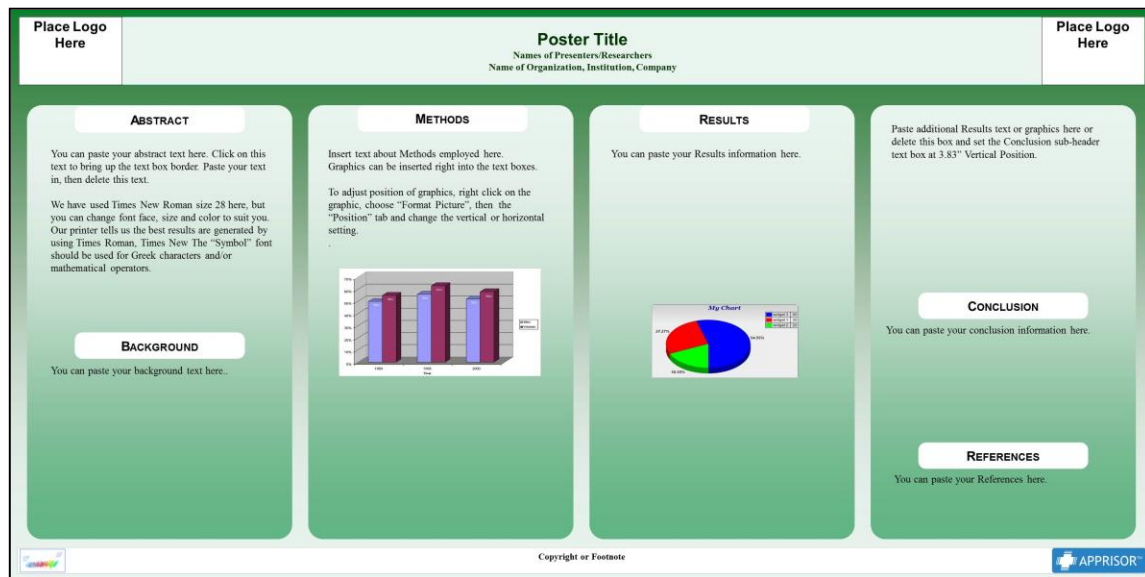 Place Logo
Here
Poster Title
Names of Presenters/Researchers
Name of Organization, Institution, Company
Place Logo
Here
ABSTRACT
You can paste your abstract text here. Click on this
text to bring up the text box border. Paste your text
in, then delete this text.
We have used Times New Roman size 28 here, but
you can change font face, size and color to suit you.
Our printer tells us the best results are generated by
using Times Roman, Times New The “Symbol” font
should be used for Greek characters and/or
mathematical operators.
BACKGROUND
You can paste your background text here..
METHODS
Insert text about Methods employed here.
Graphics can be inserted right into the text boxes.
To adjust position of graphics, right click on the
graphic, choose “Format Picture”, then the
“Position” tab and change the vertical or horizontal
setting.
.
70%
60%
50%
40%
30%
20%
10%
0%
RESULTS
You can paste your Results information here.
My Chart
Paste additional Results text or graphics here or
delete this box and set the Conclusion sub-header
text box at 3.83” Vertical Position.
CONCLUSION
You can paste your conclusion information here.
REFERENCES
You can paste your References here.
Copyright or Footnote
APPRISOR™